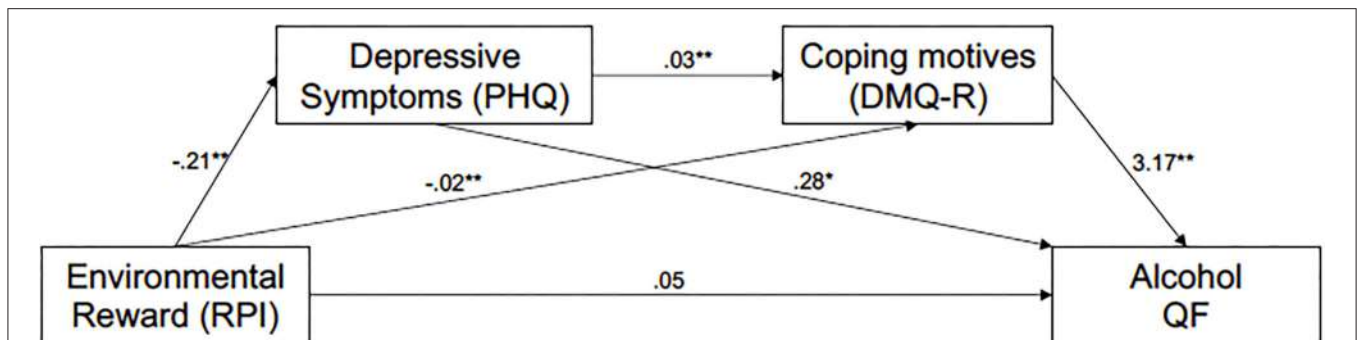 Depressive
Symptoms (PHQ)
.03**
Coping motives
(DMQ-R)
-.21**
-.02**
.28*
3.17**
Environmental
Reward (RPI)
.05
Alcohol
QF